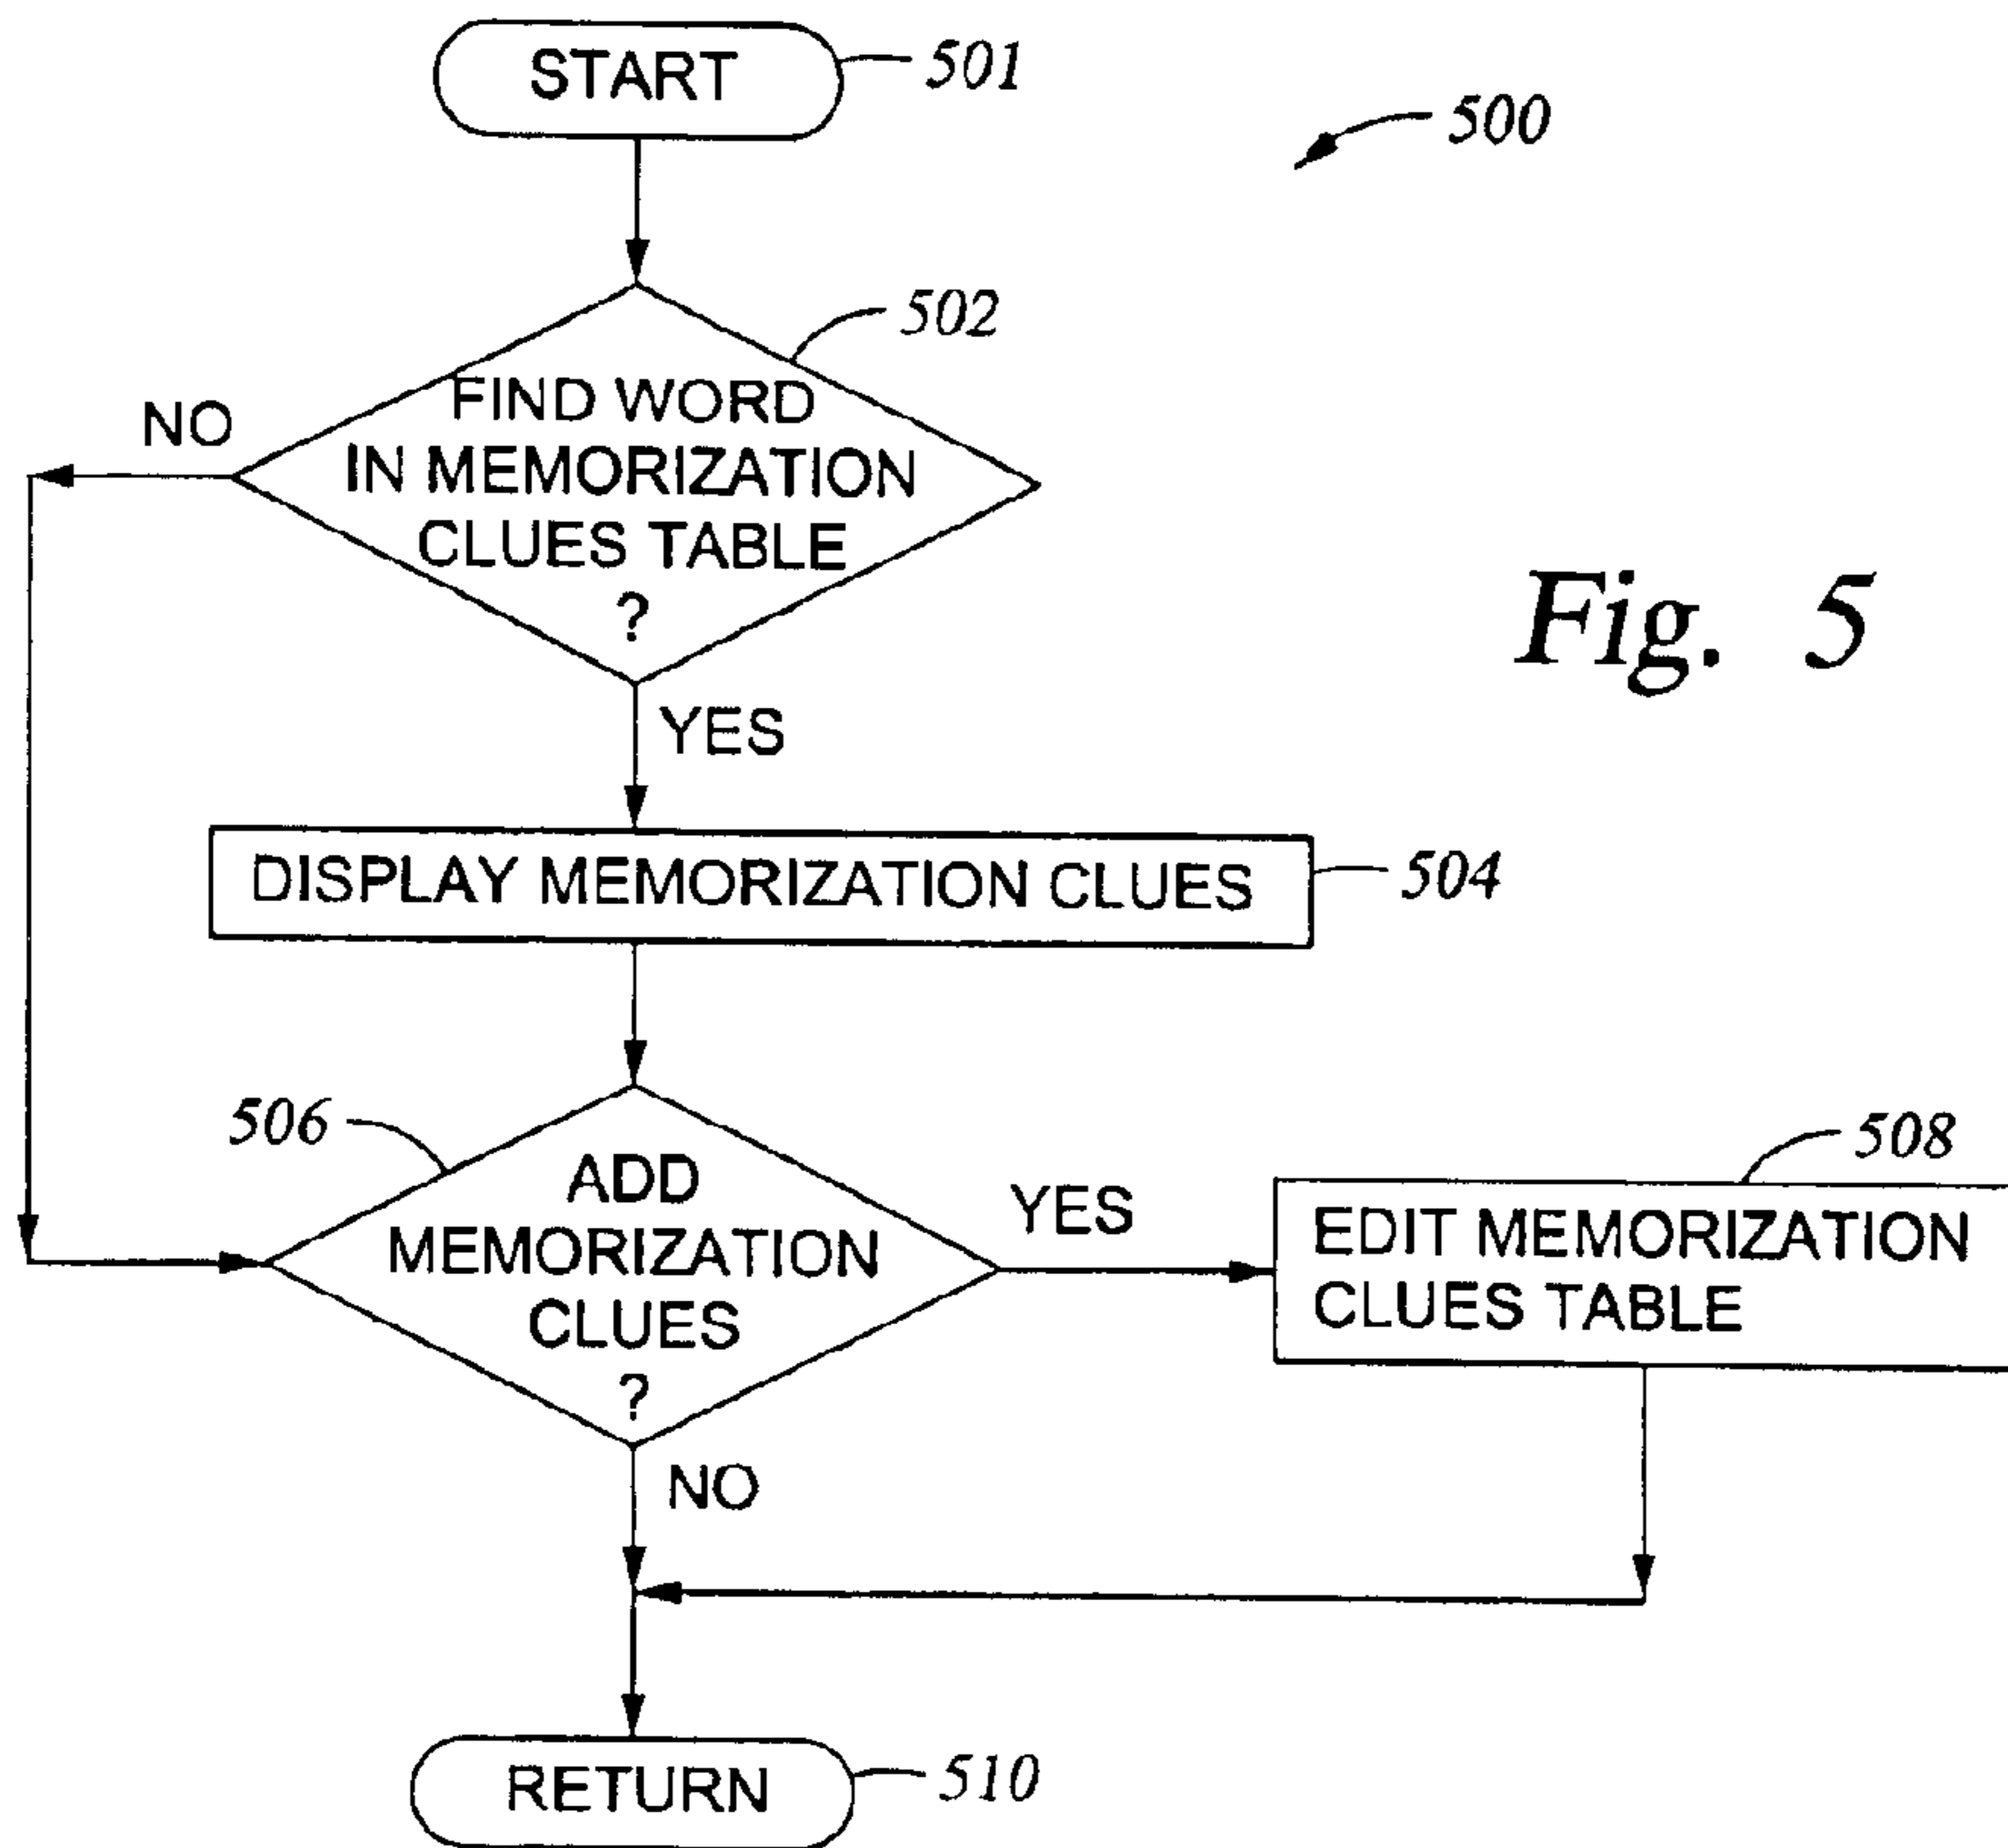 START
501
500
502
FIND WORD
IN MEMORIZATION
CLUES TABLE
?
NO
Fig. 5
YES
DISPLAY MEMORIZATION CLUES
504
506
ADD
MEMORIZATION
CLUES
?
YES
508
EDIT MEMORIZATION
CLUES TABLE
NO
RETURN
510